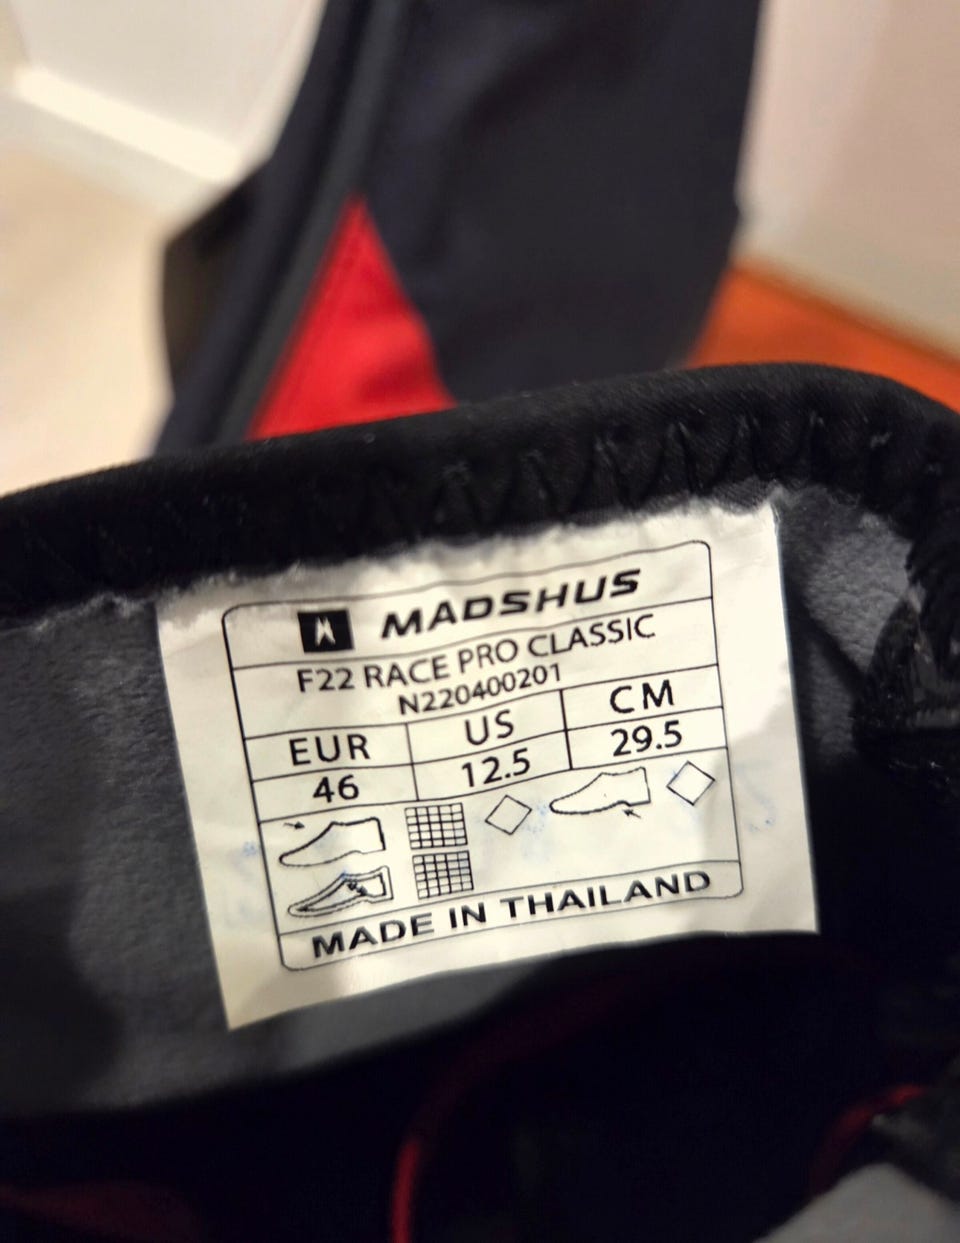 MADSHUS
F22 RACE PRO CLASSIC
N220400201
EUR US CM
46 12.5 29.5
MADE IN THAILAND